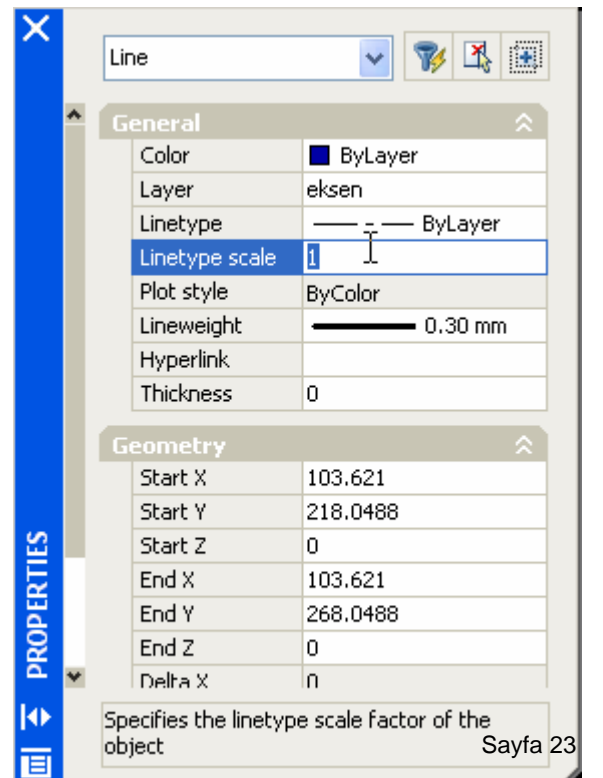 Line
General
Color ByLayer
Layer eksen
Linetype ByLayer
Linetype scale 1
Plot style ByColor
Lineweight 0.30 mm
Hyperlink
Thickness 0
Geometry
Start X 103.621
Start Y 218.0488
Start Z 0
End X 103.621
End Y 268.0488
End Z 0
Delta X 0
PROPERTIES
Specifies the linetype scale factor of the
object
Sayfa 23